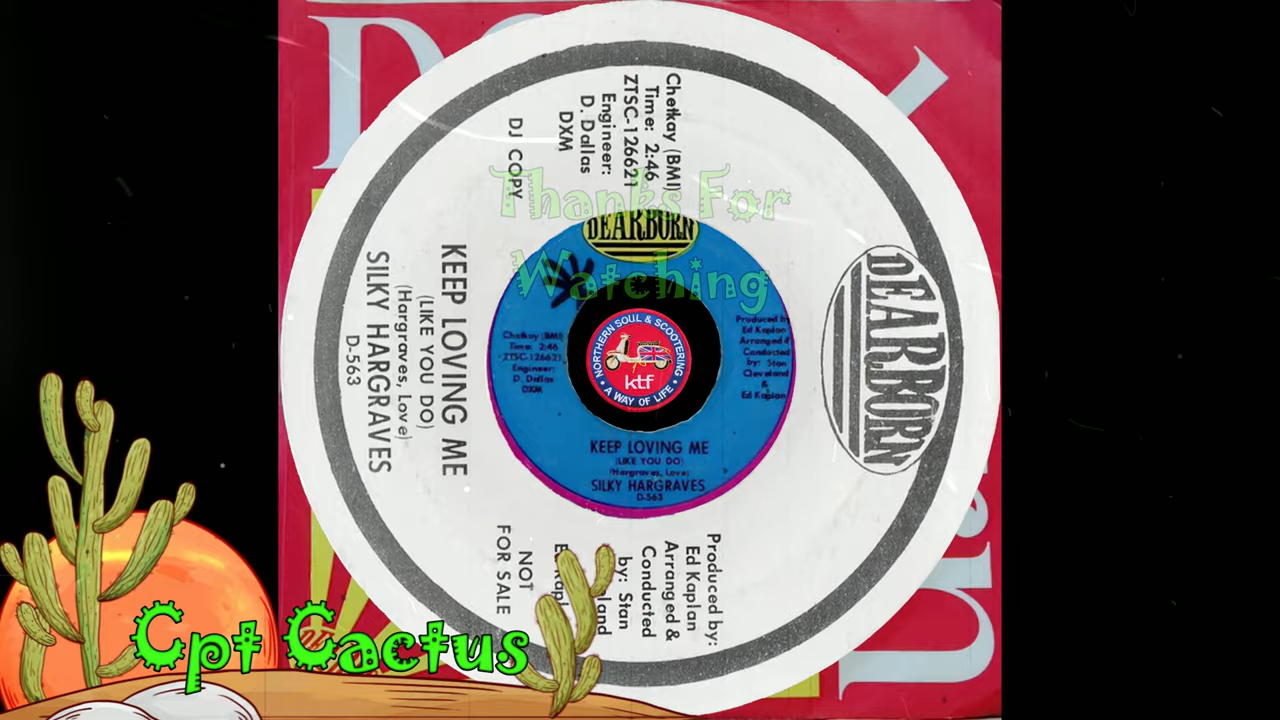 Chetkay (BMI)
Time: 2:46
ZTSC-126621
Engineer:
D. Dallas
DXM
DJ COPY
DEARBORN
KEEP LOVING ME
(LIKE YOU DO)
(Hargraves, Love)
SILKY HARGRAVES
D-563
Produced by:
Ed Kaplan
Arranged &
Conducted
by: Stan
NOT
FOR SALE
Thanks For
Watching
DEARBORN
Chetkay (BMI)
Time: 2:46
ZTSC-126621
Engineer:
D. Dallas
DXM
Produced by
Ed Kaplan
Arranged &
Conducted
by: Stan
Cleveland
&
Ed Kaplan
KEEP LOVING ME
(LIKE YOU DO)
(Hargraves, Love)
SILKY HARGRAVES
D-563
NORTHERN SOUL & SCOOTERING
ktf
• A WAY OF LIFE •
Cpt Cactus